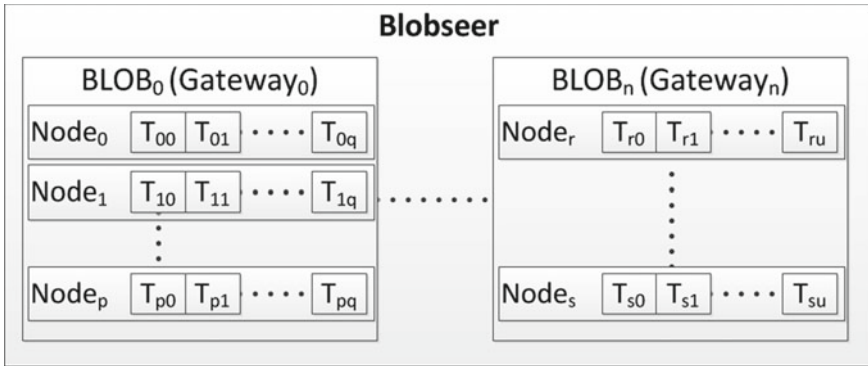 Blobseer
BLOB₀ (Gateway₀)
Node₀ T₀₀ T₀₁ ····· T₀q
Node₁ T₁₀ T₁₁ ····· T₁q
Nodeₚ Tₚ₀ Tₚ₁ ····· Tₚq
BLOBₙ (Gatewayₙ)
Nodeᵣ Tᵣ₀ Tᵣ₁ ····· Tᵣᵤ
Nodeₛ Tₛ₀ Tₛ₁ ····· Tₛᵤ